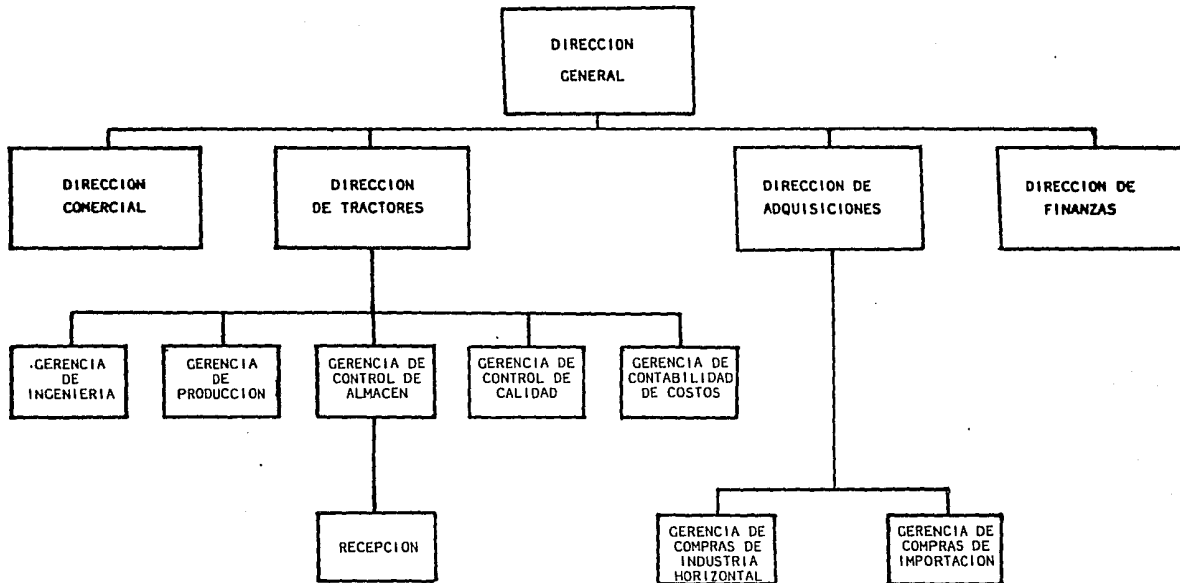 DIRECCION
GENERAL
DIRECCION
COMERCIAL
DIRECCION
DE TRACTORES
DIRECCION DE
ADQUISICIONES
DIRECCION DE
FINANZAS
GERENCIA
DE
INGENIERIA
GERENCIA
DE
PRODUCCION
GERENCIA DE
CONTROL DE
ALMACEN
GERENCIA DE
CONTROL DE
CALIDAD
GERENCIA DE
CONTABILIDAD
DE COSTOS
RECEPCION
GERENCIA DE
COMPRAS DE
INDUSTRIA
HORIZONTAL
GERENCIA DE
COMPRAS DE
IMPORTACION